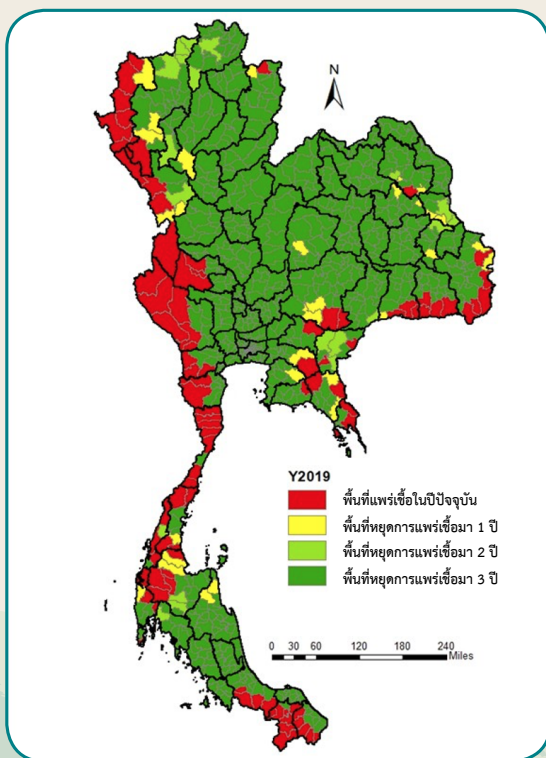 N
Y2019
พื้นที่แพร่เชื้อในปีปัจจุบัน
พื้นที่หยุดการแพร่เชื้อมา 1 ปี
พื้นที่หยุดการแพร่เชื้อมา 2 ปี
พื้นที่หยุดการแพร่เชื้อมา 3 ปี
0 30 60 120 180 240
Miles